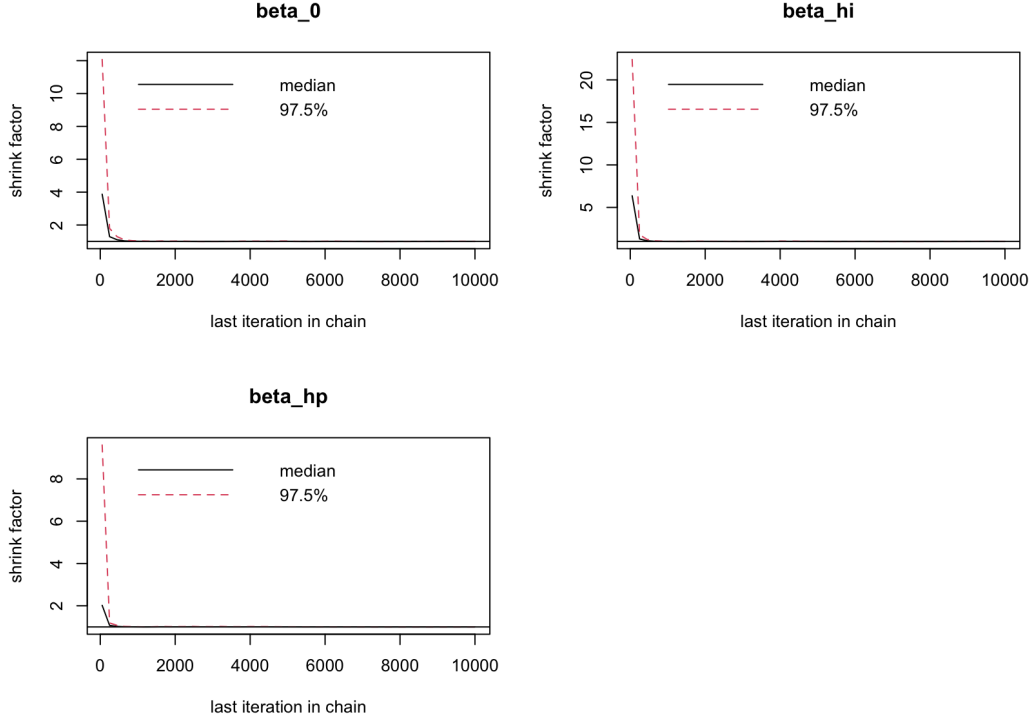 beta_0
shrink factor
2 4 6 8 10
median
97.5%
0 2000 4000 6000 8000 10000
last iteration in chain
beta_hi
shrink factor
5 10 15 20
median
97.5%
0 2000 4000 6000 8000 10000
last iteration in chain
beta_hp
shrink factor
2 4 6 8
median
97.5%
0 2000 4000 6000 8000 10000
last iteration in chain